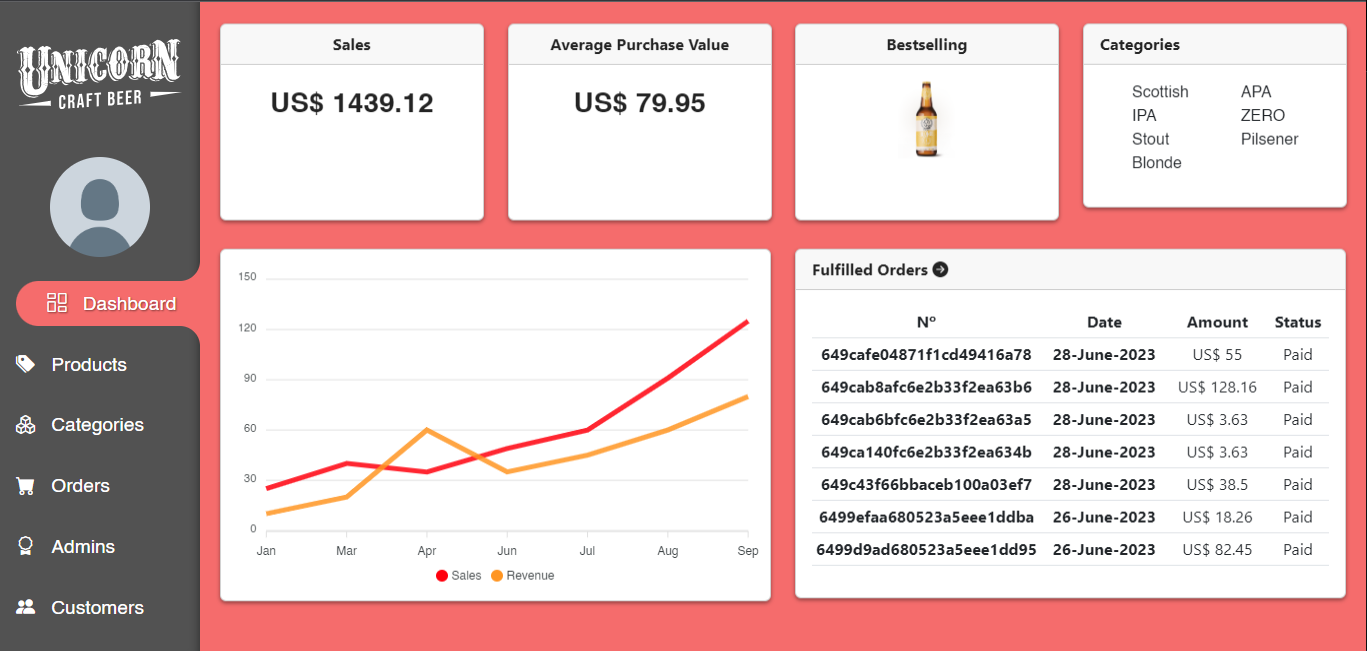 UNICORN
CRAFT BEER
Dashboard
Products
Categories
Orders
Admins
Customers
Sales
US$ 1439.12
Average Purchase Value
US$ 79.95
Bestselling
Categories
Scottish APA
IPA ZERO
Stout Pilsener
Blonde
150
120
90
60
30
0
Jan Mar Apr Jun Jul Aug Sep
Sales Revenue
Fulfilled Orders
Nº Date Amount Status
649cafe04871f1cd49416a78 28-June-2023 US$ 55 Paid
649cab8afc6e2b33f2ea63b6 28-June-2023 US$ 128.16 Paid
649cab6bfc6e2b33f2ea63a5 28-June-2023 US$ 3.63 Paid
649ca140fc6e2b33f2ea634b 28-June-2023 US$ 3.63 Paid
649c43f66bbaceb100a03ef7 28-June-2023 US$ 38.5 Paid
6499efaa680523a5eee1ddba 26-June-2023 US$ 18.26 Paid
6499d9ad680523a5eee1dd95 26-June-2023 US$ 82.45 Paid